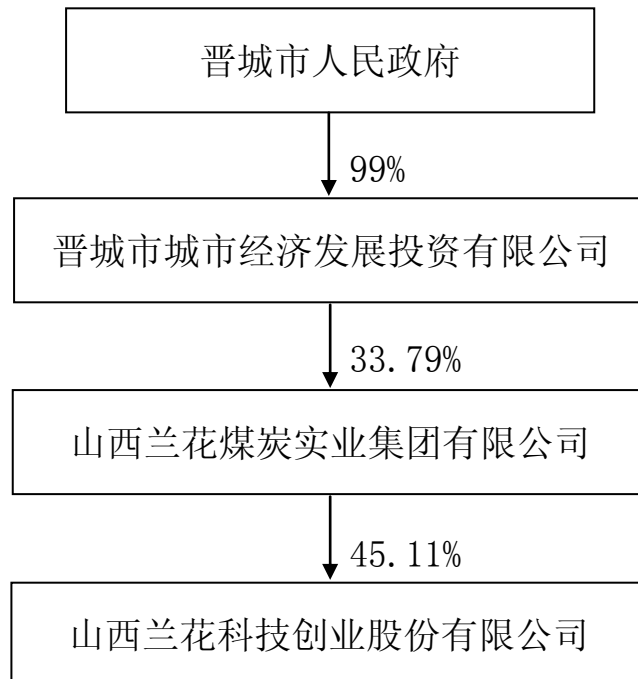 晋城市人民政府
99%
晋城市城市经济发展投资有限公司
33.79%
山西兰花煤炭实业集团有限公司
45.11%
山西兰花科技创业股份有限公司